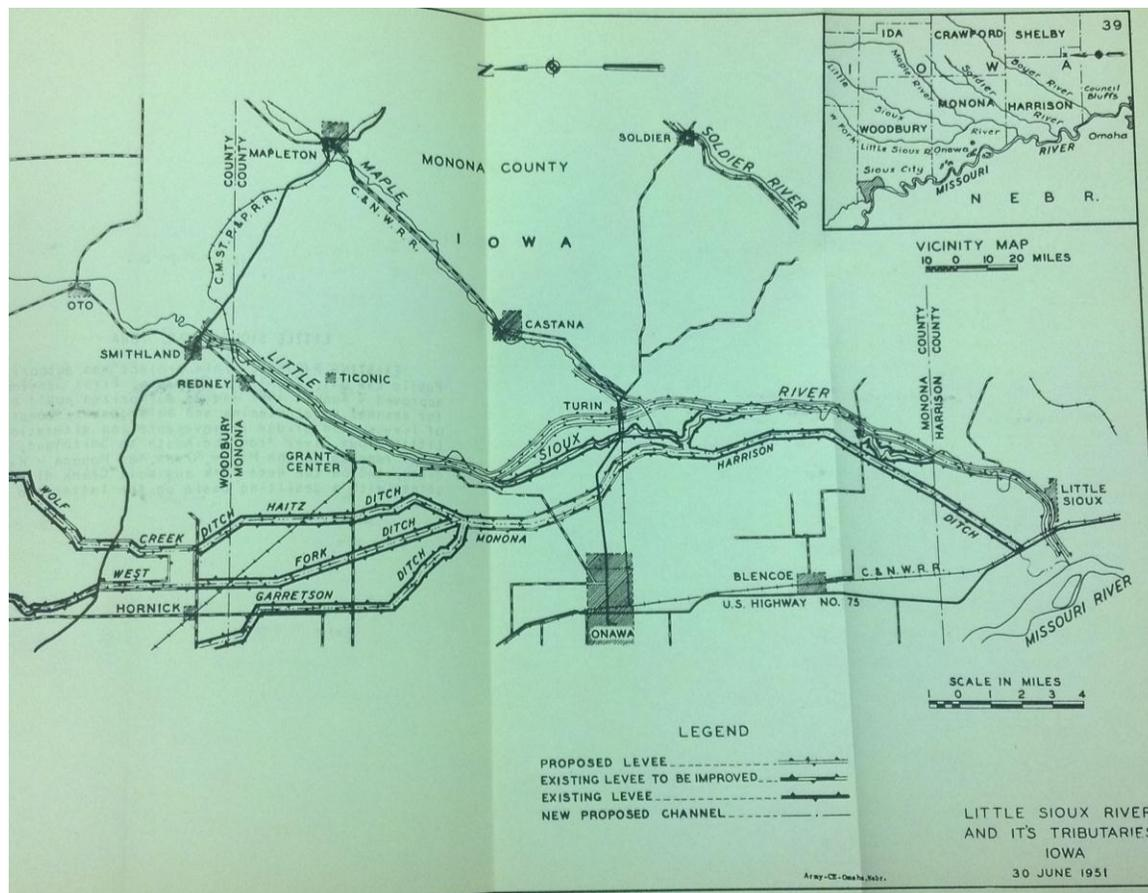 39
IDA CRAWFORD SHELBY
I O W A
Little Sioux River
Maple River
Soldier River
Boyer River
MONONA HARRISON
Council Bluffs
WOODBURY
W Fork Little Sioux R.
Onawa
Omaha
Sioux City
MISSOURI RIVER
N E B R.
VICINITY MAP
10 0 10 20 MILES
N
MAPLETON
COUNTY
COUNTY
MONONA COUNTY
SOLDIER
SOLDIER RIVER
MAPLE
C. & N. W. R. R.
C. M. ST. P. & P. R. R.
I O W A
OTO
CASTANA
SMITHLAND
LITTLE
REDNEY
TICONIC
WOODBURY
MONONA
TURIN
RIVER
COUNTY
COUNTY
MONONA
HARRISON
GRANT
CENTER
SIOUX
HARRISON
DITCH
WOLF
CREEK
DITCH
HAITZ
DITCH
LITTLE
SIOUX
WEST
FORK
DITCH
MONONA
HORNICK
GARRETSON
DITCH
BLENCOE
C. & N. W. R. R.
U.S. HIGHWAY NO. 75
ONAWA
MISSOURI RIVER
SCALE IN MILES
1 0 1 2 3 4
LEGEND
PROPOSED LEVEE
EXISTING LEVEE TO BE IMPROVED
EXISTING LEVEE
NEW PROPOSED CHANNEL
LITTLE SIOUX RIVER
AND IT'S TRIBUTARIES
IOWA
30 JUNE 1951
Army-CE-Omaha, Nebr.